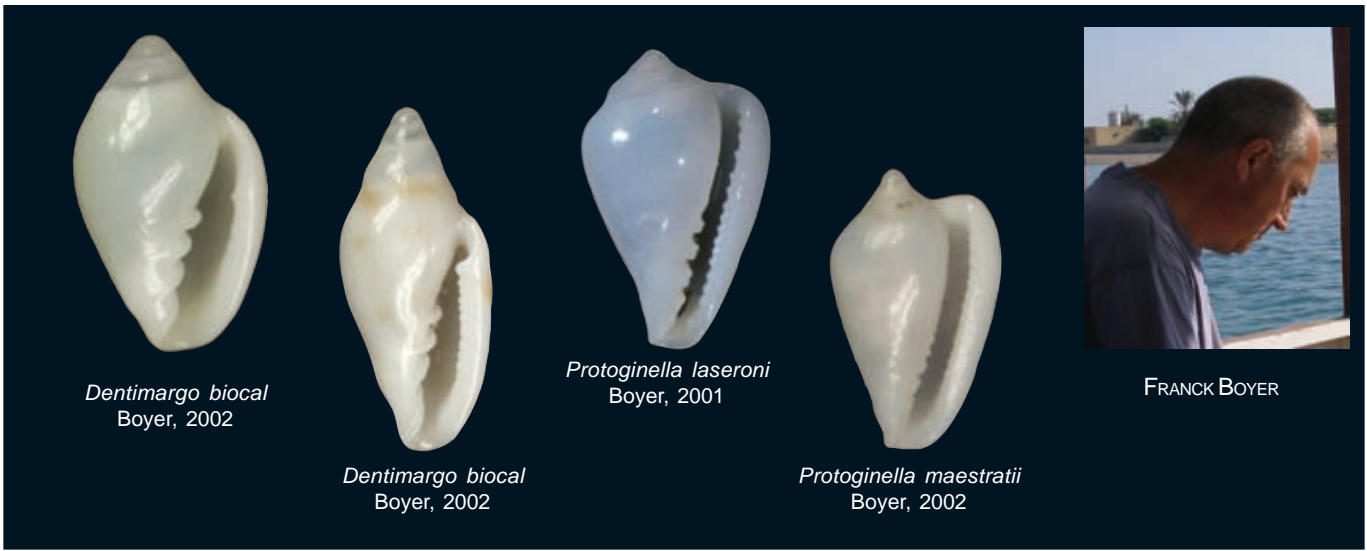 Dentimargo biocal
Boyer, 2002
Dentimargo biocal
Boyer, 2002
Protoginella laseroni
Boyer, 2001
Protoginella maestratii
Boyer, 2002
FRANCK BOYER